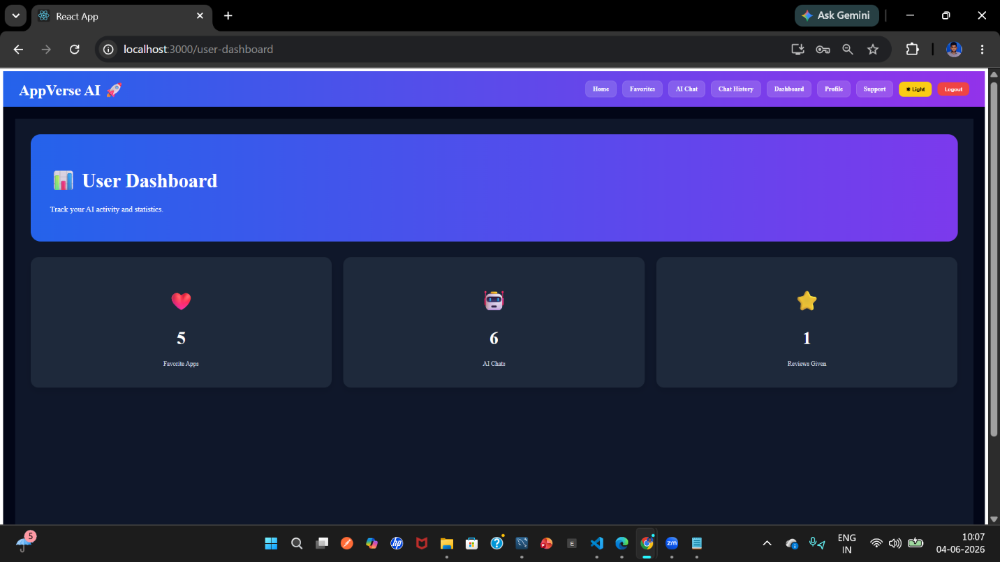 React App
Ask Gemini
localhost:3000/user-dashboard
AppVerse AI 🚀
Home
Favorites
AI Chat
Chat History
Dashboard
Profile
Support
☀ Light
Logout
📊 User Dashboard
Track your AI activity and statistics.
5
Favorite Apps
6
AI Chats
1
Reviews Given
5
hp
E
zm
ENG
IN
10:07
04-06-2026